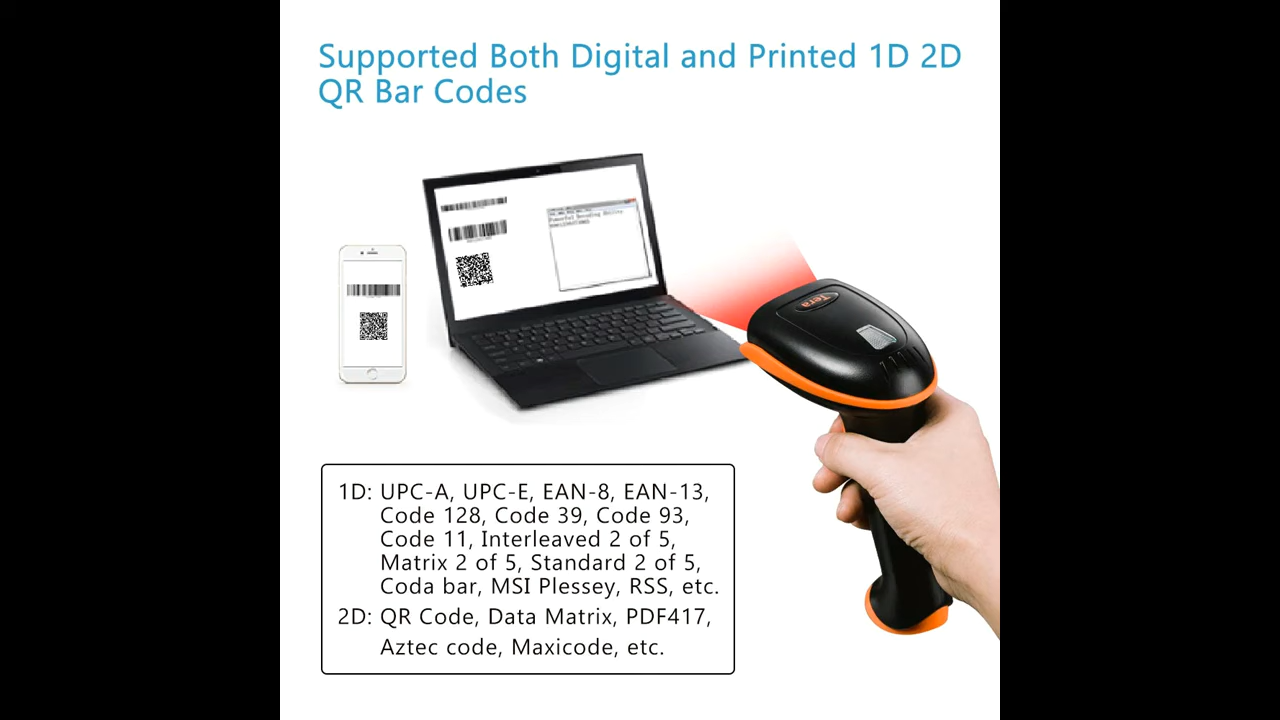 Supported Both Digital and Printed 1D 2D
QR Bar Codes
Tera
1D: UPC-A, UPC-E, EAN-8, EAN-13,
Code 128, Code 39, Code 93,
Code 11, Interleaved 2 of 5,
Matrix 2 of 5, Standard 2 of 5,
Coda bar, MSI Plessey, RSS, etc.
2D: QR Code, Data Matrix, PDF417,
Aztec code, Maxicode, etc.